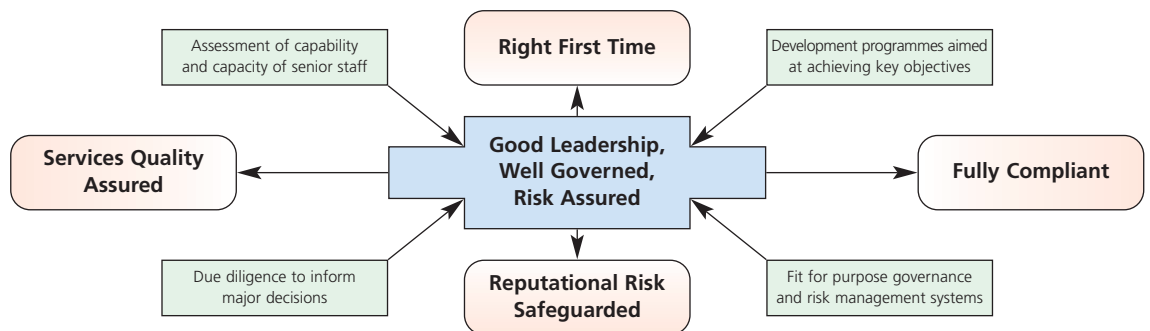 Assessment of capability
and capacity of senior staff
Right First Time
Development programmes aimed
at achieving key objectives
Services Quality
Assured
Good Leadership,
Well Governed,
Risk Assured
Fully Compliant
Due diligence to inform
major decisions
Reputational Risk
Safeguarded
Fit for purpose governance
and risk management systems